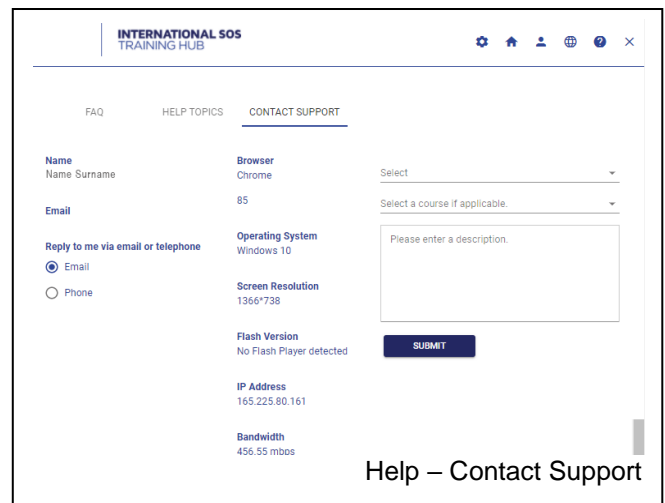 INTERNATIONAL SOS
TRAINING HUB
FAQ
HELP TOPICS
CONTACT SUPPORT
Name
Name Surname
Email
Reply to me via email or telephone
Email
Phone
Browser
Chrome
85
Operating System
Windows 10
Screen Resolution
1366*738
Flash Version
No Flash Player detected
IP Address
165.225.80.161
Bandwidth
456.55 mbps
Select
Select a course if applicable.
Please enter a description.
SUBMIT
Help – Contact Support